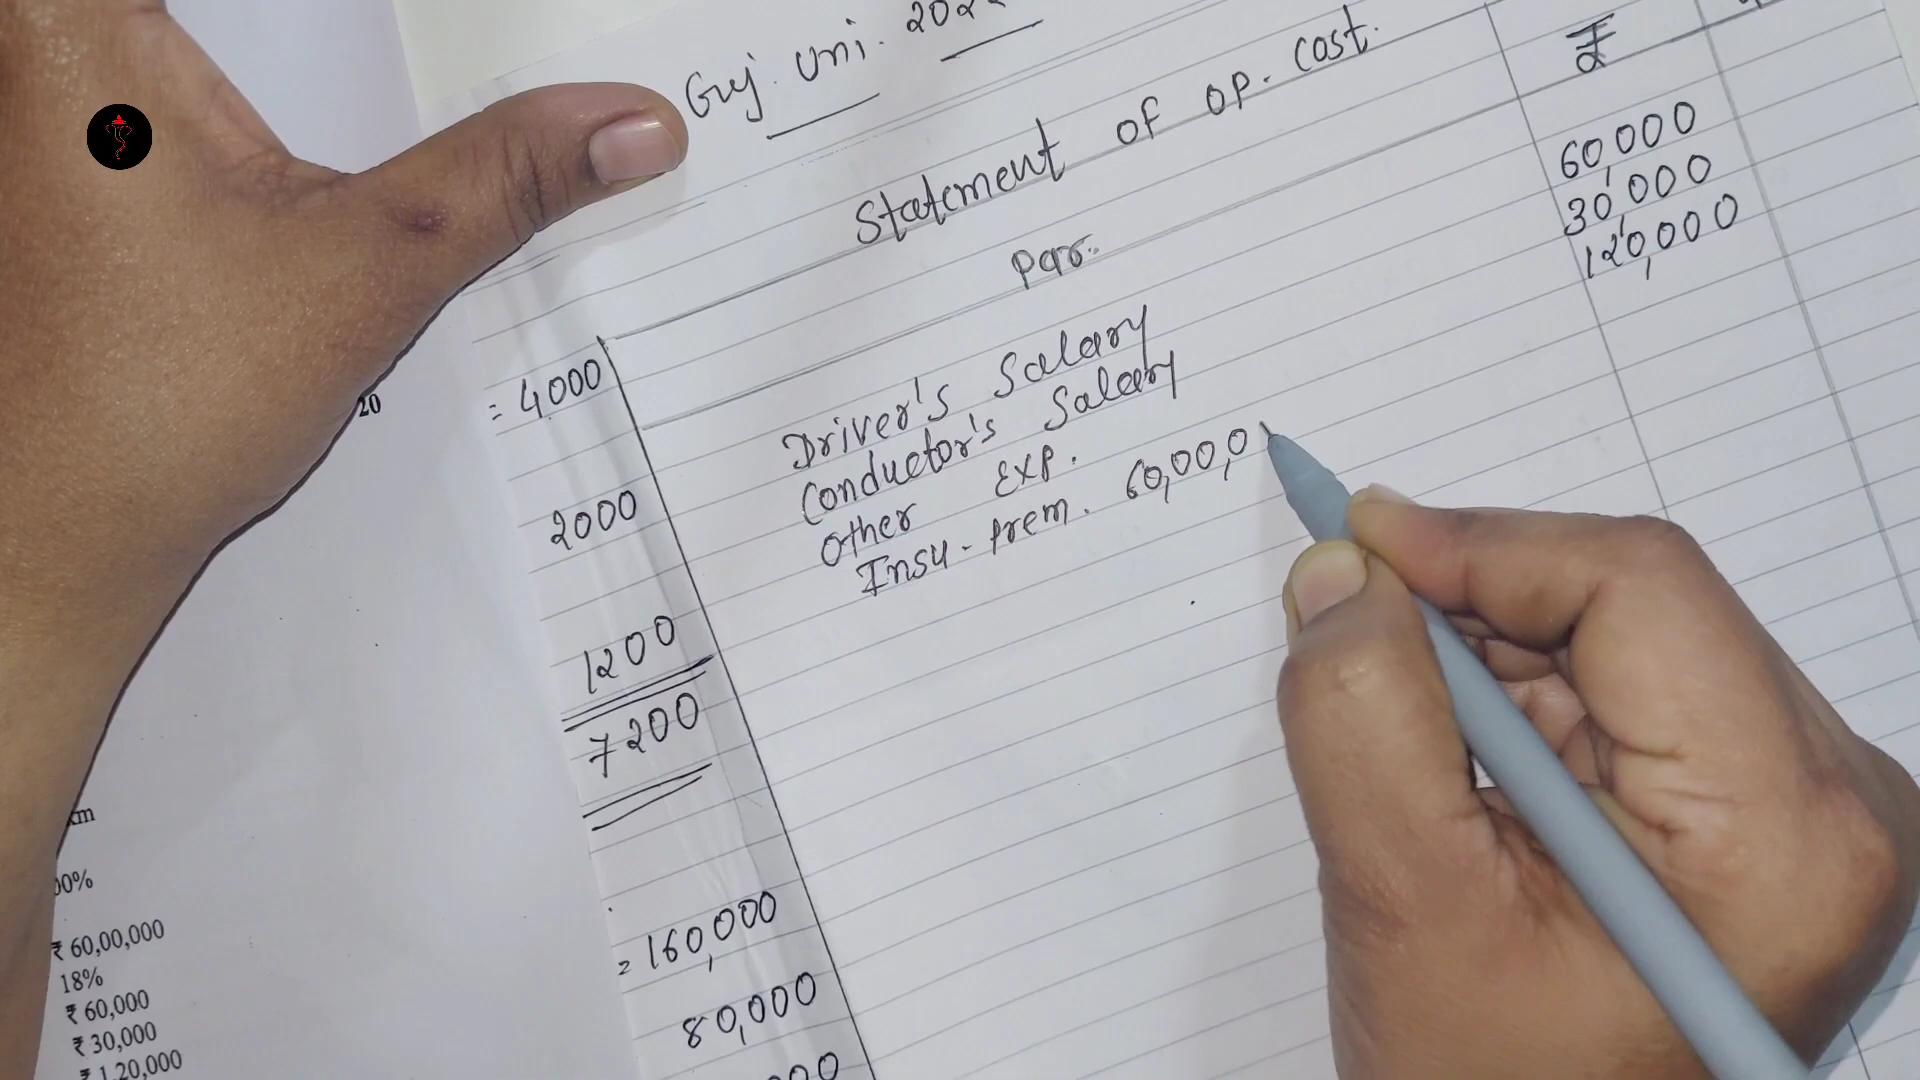 Guj. Uni. 202
Statement of OP. Cost.
Par.
₹
Driver's Salary 60,000
Conductor's Salary 30,000
Other EXP. 120,000
Insu. Prem. 60,00,0
= 4000
2000
1200
7200
= 160,000
80,000
20
km
00%
₹ 60,00,000
18%
₹ 60,000
₹ 30,000
₹ 1,20,000